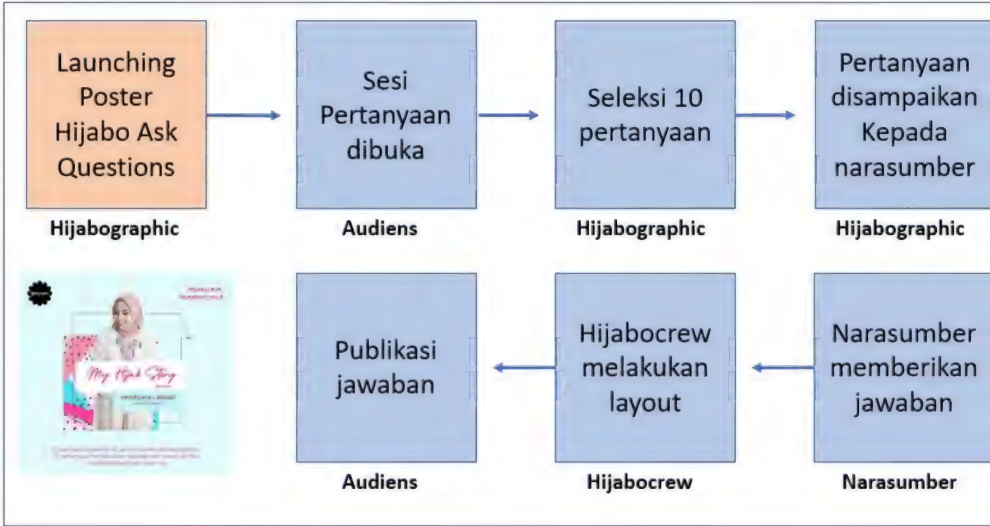 Launching
Poster
Hijabo Ask
Questions
Hijabographic
Sesi
Pertanyaan
dibuka
Audiens
Seleksi 10
pertanyaan
Hijabographic
Pertanyaan
disampaikan
Kepada
narasumber
Hijabographic
Narasumber
memberikan
jawaban
Narasumber
Hijabocrew
melakukan
layout
Hijabocrew
Publikasi
jawaban
Audiens
My Hijab Story